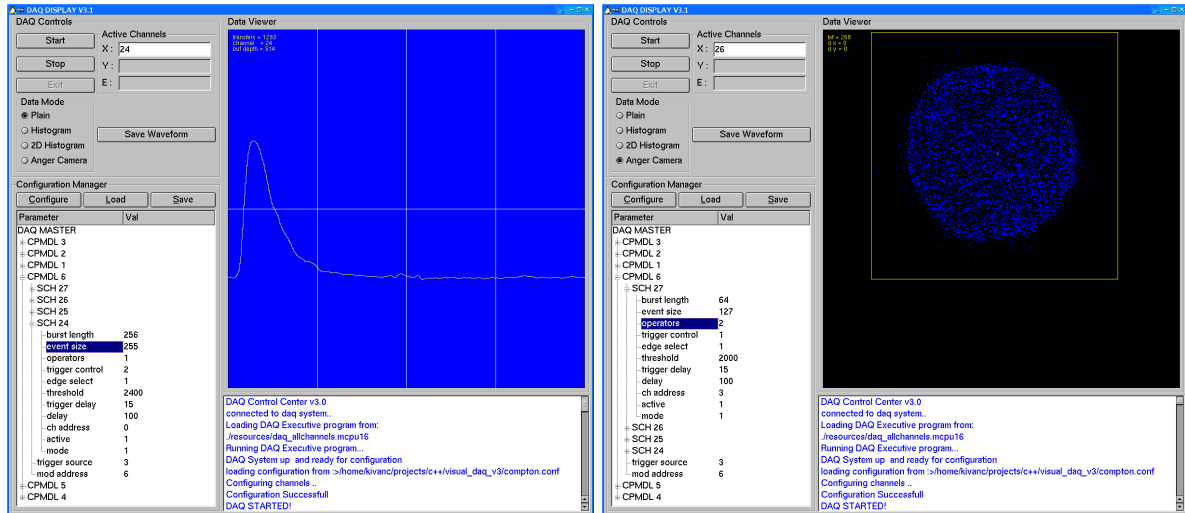 DAQ DISPLAY V3.1
DAQ Controls
Start
Stop
Exit
Active Channels
X : 24
Y :
E :
Data Mode
Plain
Histogram
2D Histogram
Anger Camera
Save Waveform
Configuration Manager
Configure Load Save
Parameter Val
DAQ MASTER
CPMDL 3
CPMDL 2
CPMDL 1
CPMDL 6
SCH 27
SCH 26
SCH 25
SCH 24
burst length 256
event size 255
operators 1
trigger control 2
edge select 1
threshold 2400
trigger delay 15
delay 100
ch address 0
active 1
mode 1
trigger source 3
mod address 6
CPMDL 5
CPMDL 4
Data Viewer
transfers = 1293
channel = 24
buf depth = 514
DAQ Control Center v3.0
connected to daq system..
Loading DAQ Executive program from:
./resources/daq_allchannels.mcpu16
Running DAQ Executive program...
DAQ System up and ready for configuration
loading configuration from :>/home/kivanc/projects/c++/visual_daq_v3/compton.conf
Configuring channels ..
Configuration Successfull
DAQ STARTED!
DAQ DISPLAY V3.1
DAQ Controls
Start
Stop
Exit
Active Channels
X : 26
Y :
E :
Data Mode
Plain
Histogram
2D Histogram
Anger Camera
Save Waveform
Configuration Manager
Configure Load Save
Parameter Val
DAQ MASTER
CPMDL 3
CPMDL 2
CPMDL 1
CPMDL 6
SCH 27
burst length 64
event size 127
operators 2
trigger control 1
edge select 1
threshold 2000
trigger delay 15
delay 100
ch address 3
active 1
mode 1
SCH 26
SCH 25
SCH 24
trigger source 3
mod address 6
CPMDL 5
CPMDL 4
Data Viewer
d x = 0
d y = 0
DAQ Control Center v3.0
connected to daq system..
Loading DAQ Executive program from:
./resources/daq_allchannels.mcpu16
Running DAQ Executive program...
DAQ System up and ready for configuration
loading configuration from :>/home/kivanc/projects/c++/visual_daq_v3/compton.conf
Configuring channels ..
Configuration Successfull
DAQ STARTED!